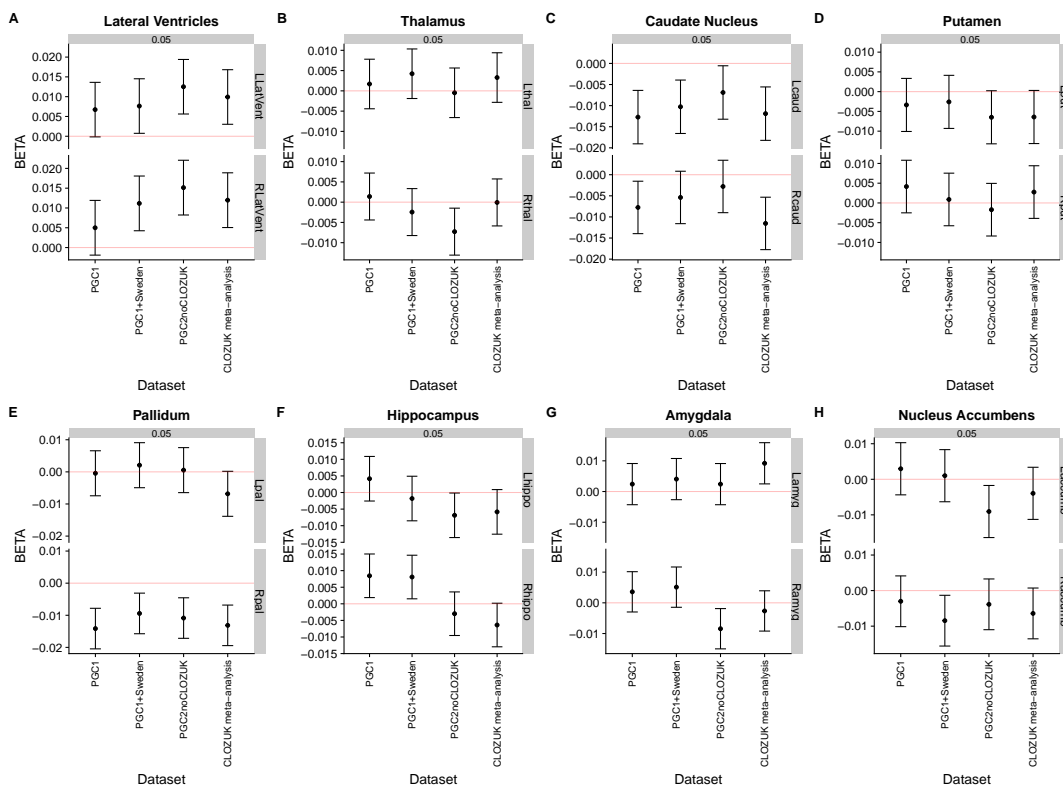 A Lateral Ventricles
0.05
BETA
0.020
0.015
0.010
0.005
0.000
LLatVent
0.020
0.015
0.010
0.005
0.000
RLatVent
PGC1
PGC1+Sweden
PGC2noCLOZUK
CLOZUK meta−analysis
Dataset
B Thalamus
0.05
BETA
0.010
0.005
0.000
−0.005
−0.010
Lthal
0.010
0.005
0.000
−0.005
−0.010
Rthal
PGC1
PGC1+Sweden
PGC2noCLOZUK
CLOZUK meta−analysis
Dataset
C Caudate Nucleus
0.05
BETA
0.000
−0.005
−0.010
−0.015
−0.020
Lcaud
0.000
−0.005
−0.010
−0.015
−0.020
Rcaud
PGC1
PGC1+Sweden
PGC2noCLOZUK
CLOZUK meta−analysis
Dataset
D Putamen
0.05
BETA
0.010
0.005
0.000
−0.005
−0.010
0.010
0.005
0.000
−0.005
−0.010
PGC1
PGC1+Sweden
PGC2noCLOZUK
CLOZUK meta−analysis
Dataset
E Pallidum
0.05
BETA
0.01
0.00
−0.01
−0.02
Lpal
0.01
0.00
−0.01
−0.02
Rpal
PGC1
PGC1+Sweden
PGC2noCLOZUK
CLOZUK meta−analysis
Dataset
F Hippocampus
0.05
BETA
0.015
0.010
0.005
0.000
−0.005
−0.010
−0.015
Lhippo
0.015
0.010
0.005
0.000
−0.005
−0.010
−0.015
Rhippo
PGC1
PGC1+Sweden
PGC2noCLOZUK
CLOZUK meta−analysis
Dataset
G Amygdala
0.05
BETA
0.01
0.00
−0.01
Lamyg
0.01
0.00
−0.01
Ramyg
PGC1
PGC1+Sweden
PGC2noCLOZUK
CLOZUK meta−analysis
Dataset
H Nucleus Accumbens
0.05
BETA
0.01
0.00
−0.01
0.01
0.00
−0.01
PGC1
PGC1+Sweden
PGC2noCLOZUK
CLOZUK meta−analysis
Dataset